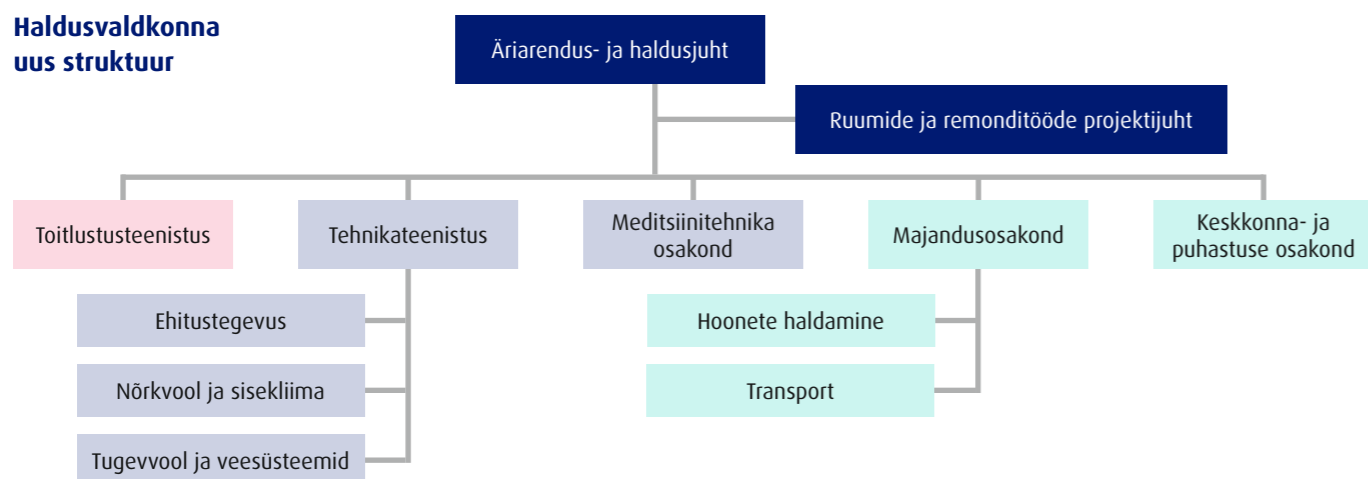 Haldusvaldkonna
uus struktuur
Äriarendus- ja haldusjuht
Ruumide ja remonditööde projektijuht
Toitlustusteenistus
Tehnikateenistus
Meditsiinitehnika
osakond
Majandusosakond
Keskkonna- ja
puhastuse osakond
Ehitustegevus
Hoonete haldamine
Nõrkvool ja sisekliima
Transport
Tugevvool ja veesüsteemid